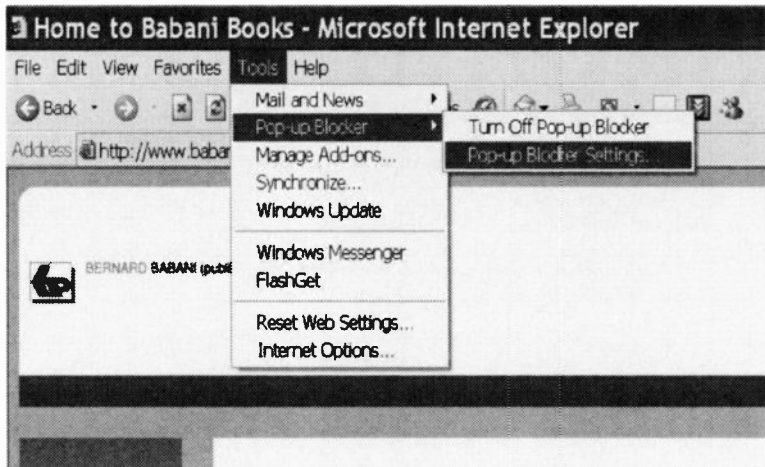 Home to Babani Books - Microsoft Internet Explorer
File Edit View Favorites Tools Help
Back
Address http://www.babar
Mail and News
Pop-up Blocker
Manage Add-ons...
Synchronize...
Windows Update
Windows Messenger
FlashGet
Reset Web Settings...
Internet Options...
Turn Off Pop-up Blocker
Pop-up Blocker Settings...
BERNARD BABANI (publi